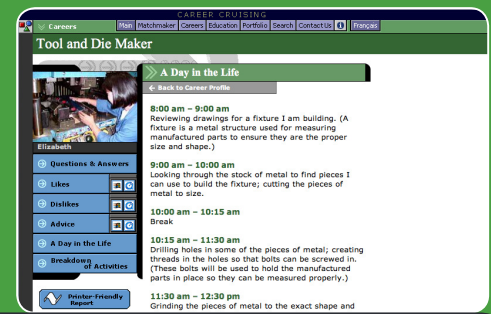 CAREER CRUISING
Careers
Main Matchmaker Careers Education Portfolio Search Contact Us i Français
Tool and Die Maker
A Day in the Life
Back to Career Profile
Elizabeth
Questions & Answers
Likes
Dislikes
Advice
A Day in the Life
Breakdown
of Activities
Printer-Friendly
Report
8:00 am – 9:00 am
Reviewing drawings for a fixture I am building. (A
fixture is a metal structure used for measuring
manufactured parts to ensure they are the proper
size and shape.)
9:00 am – 10:00 am
Looking through the stock of metal to find pieces I
can use to build the fixture; cutting the pieces of
metal to size.
10:00 am – 10:15 am
Break
10:15 am – 11:30 am
Drilling holes in some of the pieces of metal; creating
threads in the holes so that bolts can be screwed in.
(These bolts will be used to hold the manufactured
parts in place so they can be measured properly.)
11:30 am – 12:30 pm
Grinding the pieces of metal to the exact shape and